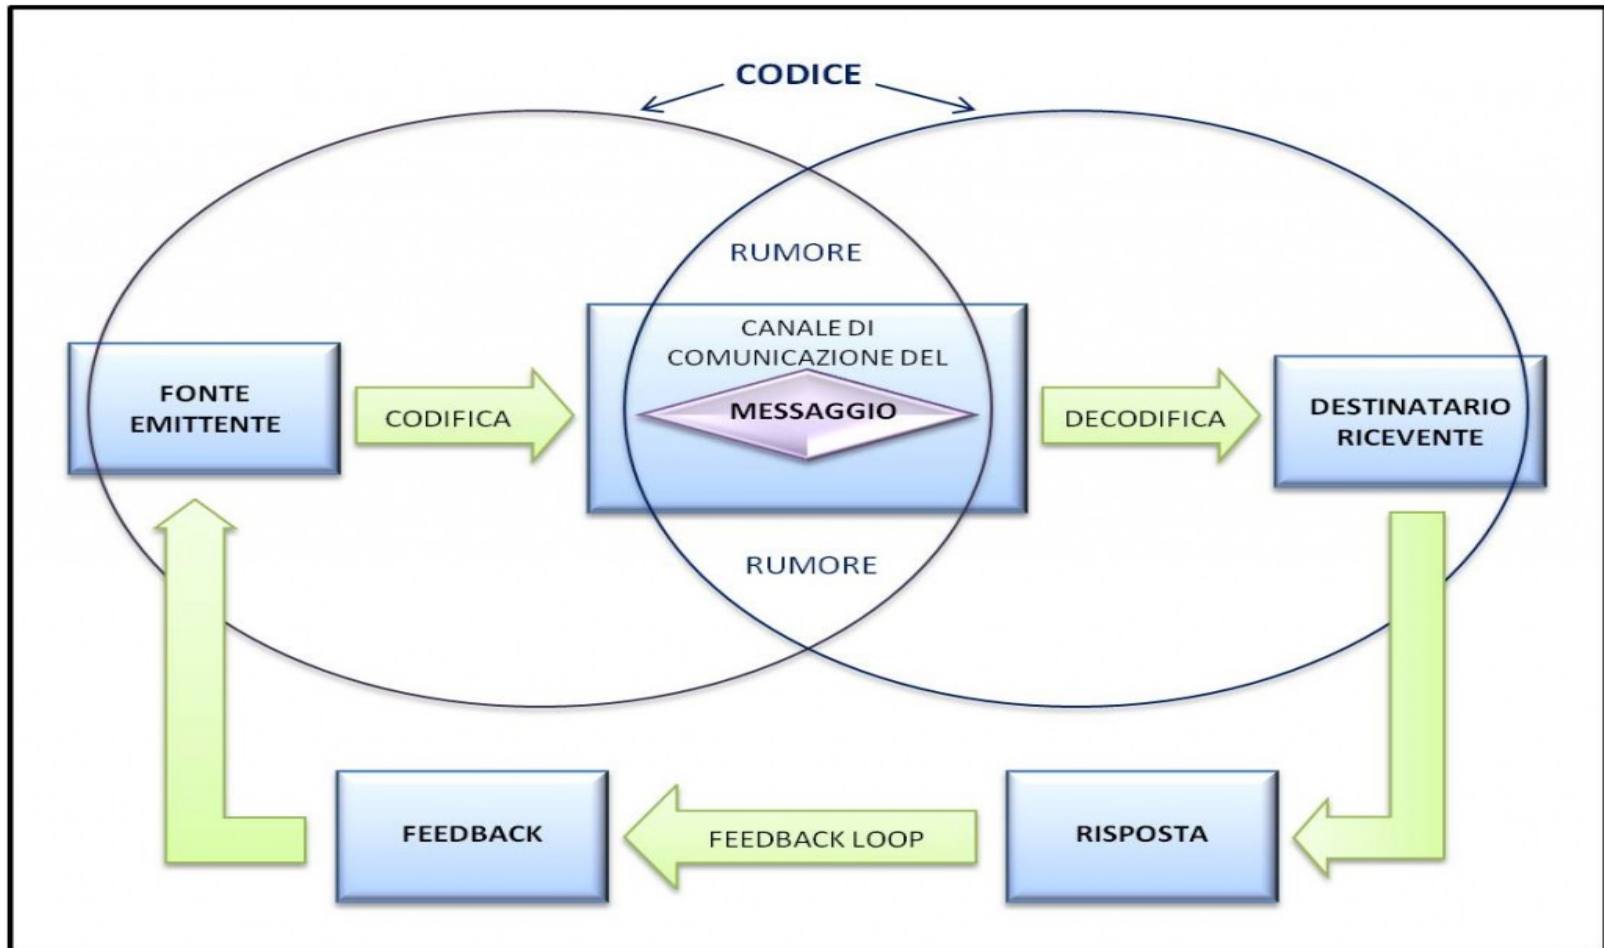 CODICE
RUMORE
CANALE DI
COMUNICAZIONE DEL
MESSAGGIO
FONTE
EMITTENTE
CODIFICA
DECODIFICA
DESTINATARIO
RICEVENTE
RUMORE
FEEDBACK
FEEDBACK LOOP
RISPOSTA